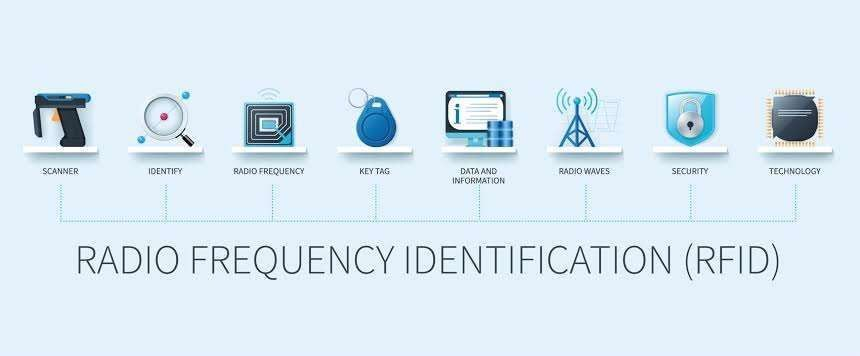 SCANNER
IDENTIFY
RADIO FREQUENCY
KEY TAG
DATA AND
INFORMATION
RADIO WAVES
SECURITY
TECHNOLOGY
RADIO FREQUENCY IDENTIFICATION (RFID)